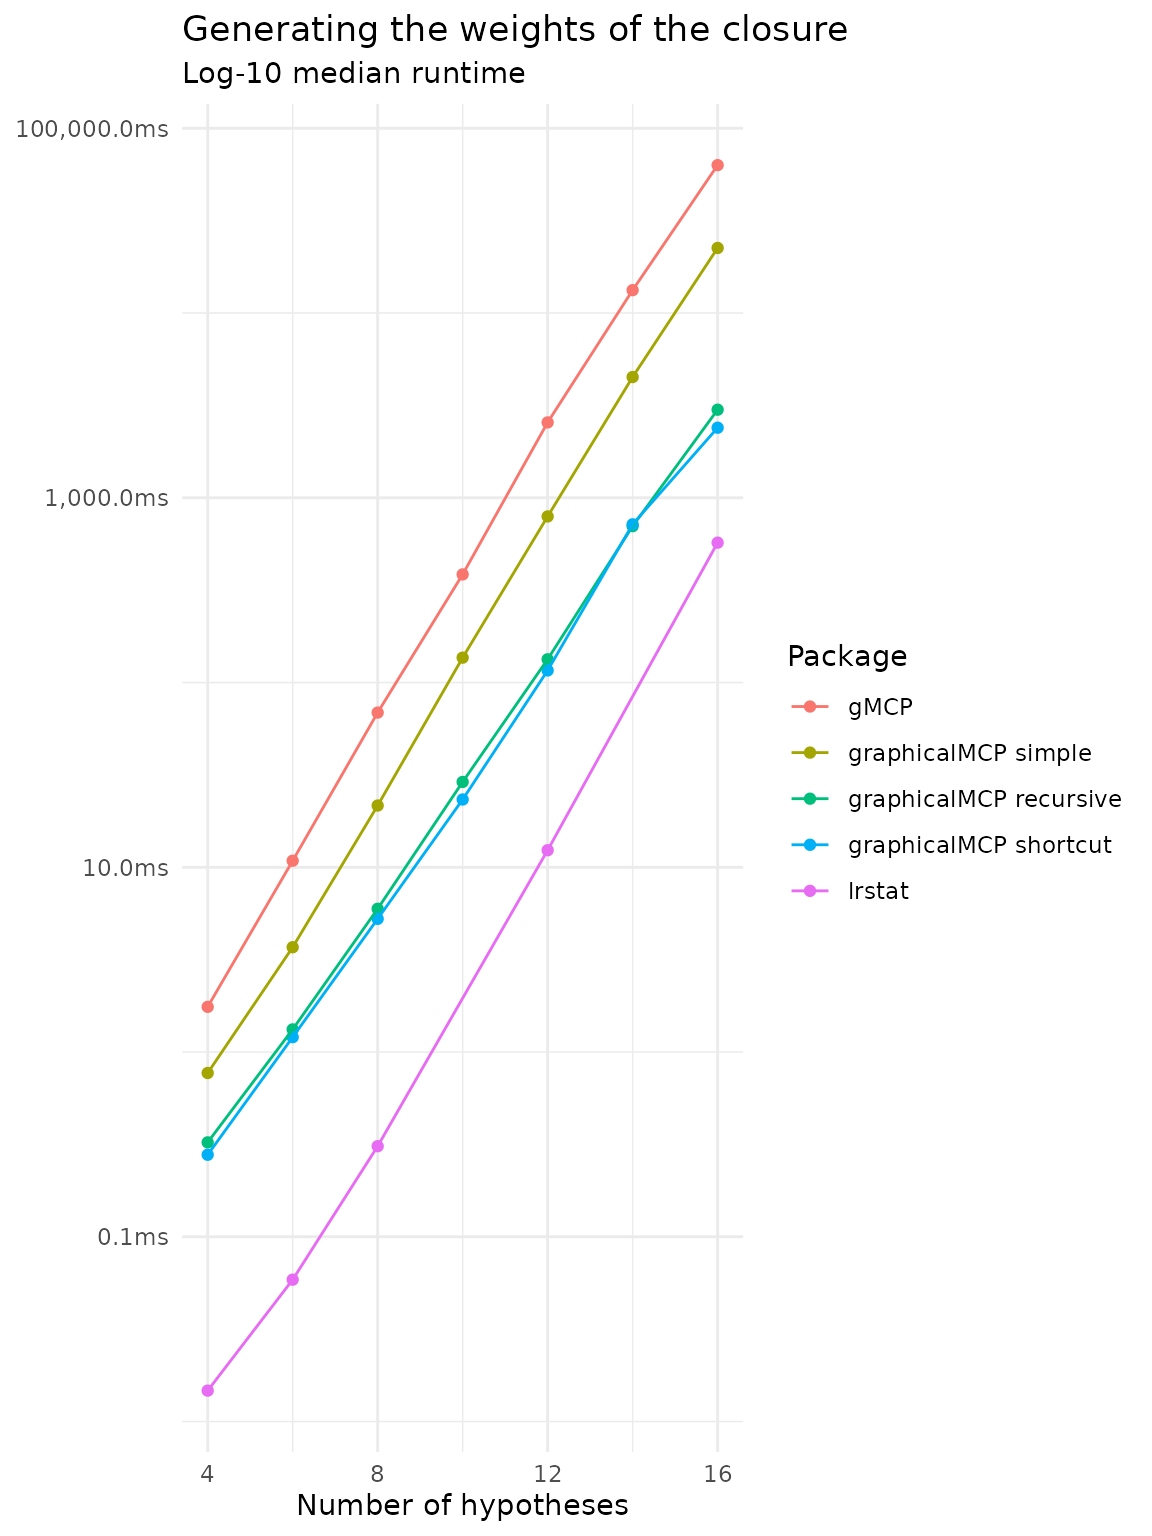 Generating the weights of the closure
Log-10 median runtime
100,000.0ms
1,000.0ms
10.0ms
0.1ms
4 8 12 16
Number of hypotheses
Package
gMCP
graphicalMCP simple
graphicalMCP recursive
graphicalMCP shortcut
lrstat